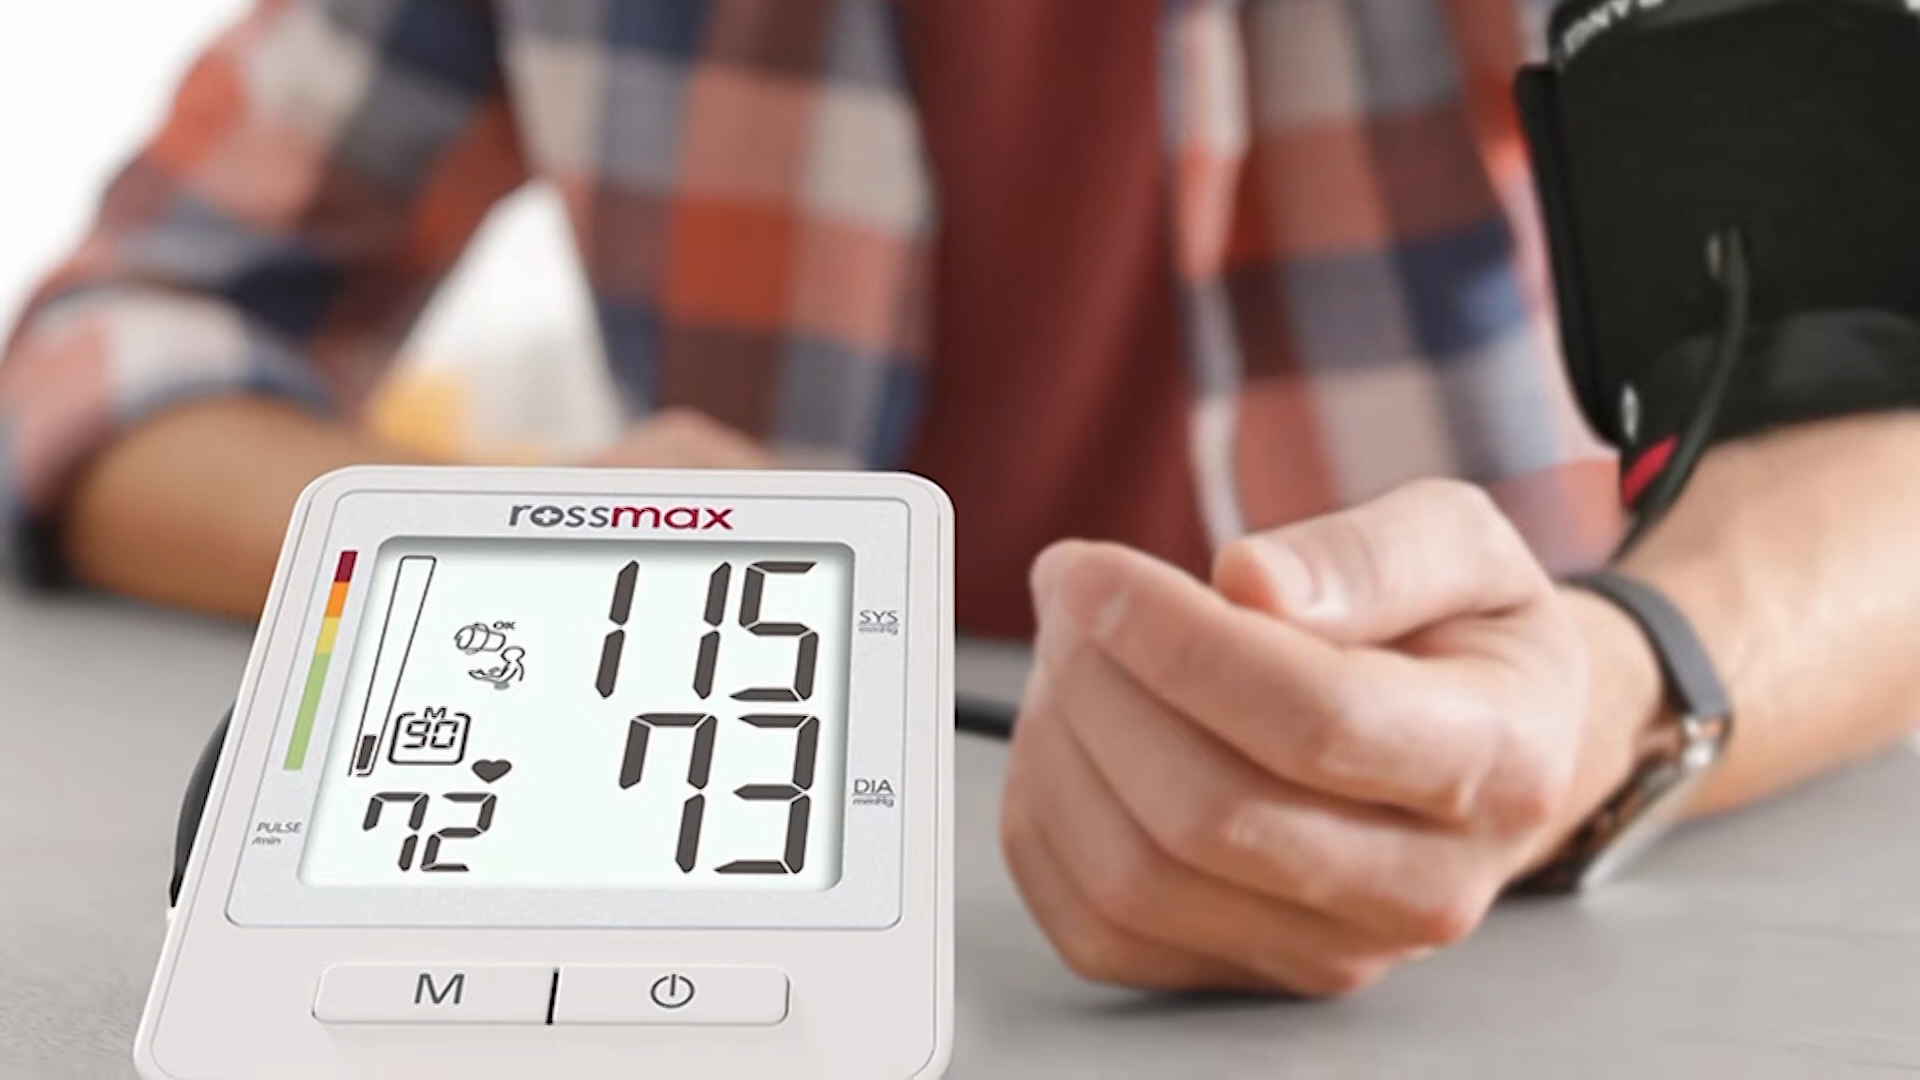 rossmax
115
SYS
mmHg
OK
M
90
73
DIA
mmHg
72
PULSE
/min
M